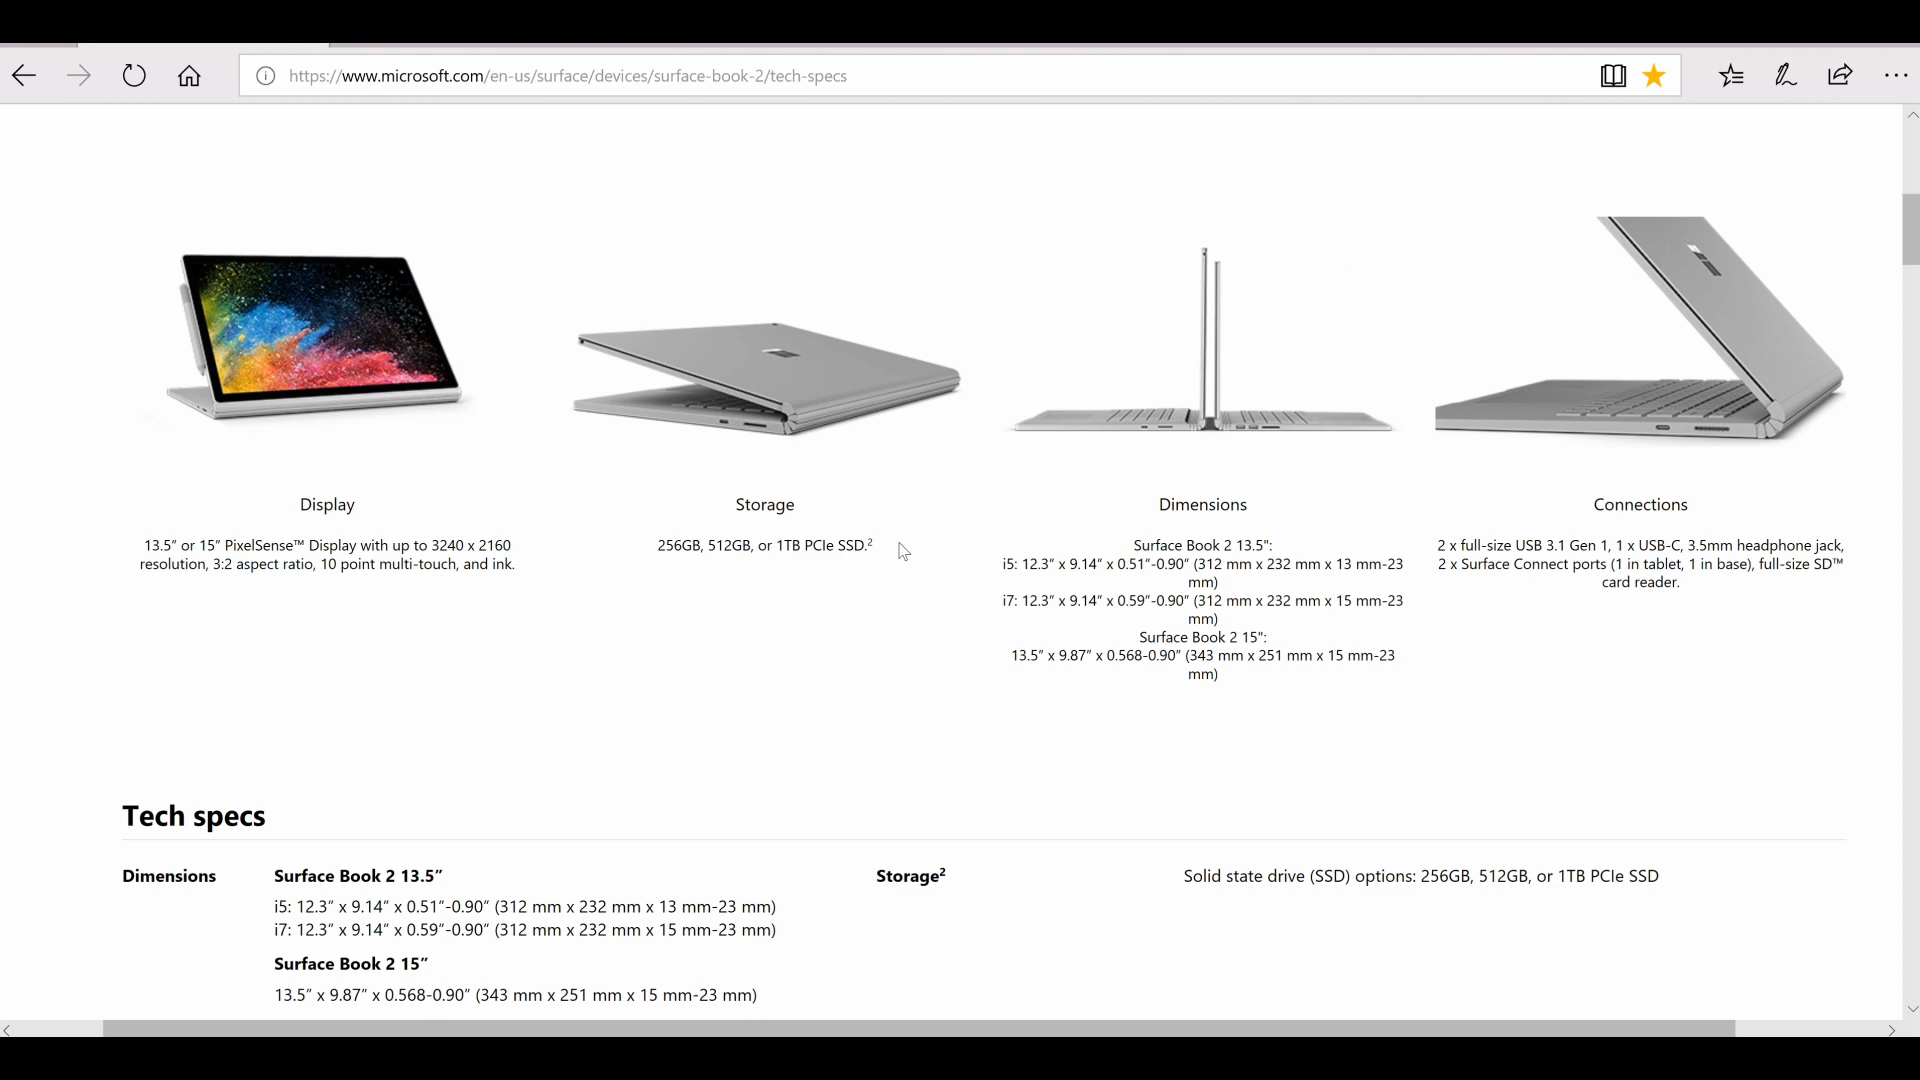 https://www.microsoft.com/en-us/surface/devices/surface-book-2/tech-specs
Display
13.5” or 15” PixelSense™ Display with up to 3240 x 2160
resolution, 3:2 aspect ratio, 10 point multi-touch, and ink.
Storage
256GB, 512GB, or 1TB PCIe SSD.²
Dimensions
Surface Book 2 13.5":
i5: 12.3” x 9.14” x 0.51”-0.90” (312 mm x 232 mm x 13 mm-23
mm)
i7: 12.3” x 9.14” x 0.59”-0.90” (312 mm x 232 mm x 15 mm-23
mm)
Surface Book 2 15":
13.5” x 9.87” x 0.568-0.90” (343 mm x 251 mm x 15 mm-23
mm)
Connections
2 x full-size USB 3.1 Gen 1, 1 x USB-C, 3.5mm headphone jack,
2 x Surface Connect ports (1 in tablet, 1 in base), full-size SD™
card reader.
Tech specs
Dimensions
Surface Book 2 13.5”
i5: 12.3” x 9.14” x 0.51”-0.90” (312 mm x 232 mm x 13 mm-23 mm)
i7: 12.3” x 9.14” x 0.59”-0.90” (312 mm x 232 mm x 15 mm-23 mm)
Surface Book 2 15”
13.5” x 9.87” x 0.568-0.90” (343 mm x 251 mm x 15 mm-23 mm)
Storage²
Solid state drive (SSD) options: 256GB, 512GB, or 1TB PCIe SSD